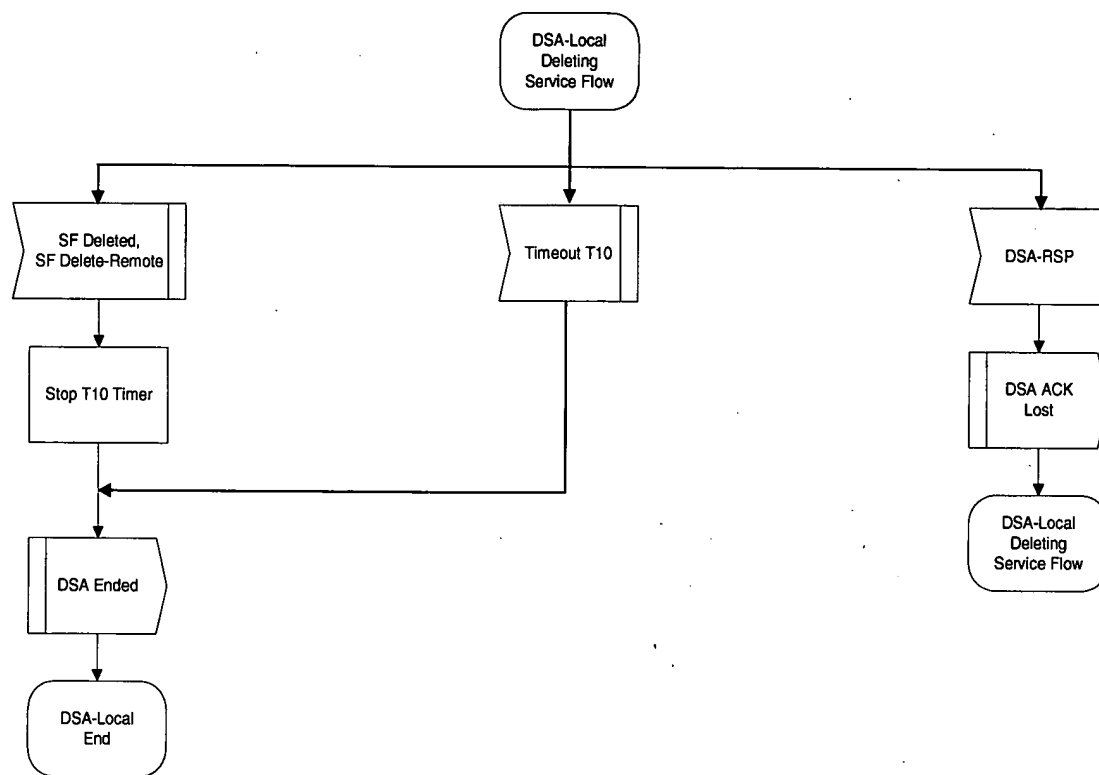 DSA-Local
Deleting
Service Flow
SF Deleted,
SF Delete-Remote
Timeout T10
DSA-RSP
Stop T10 Timer
DSA ACK
Lost
DSA-Local
Deleting
Service Flow
DSA Ended
DSA-Local
End